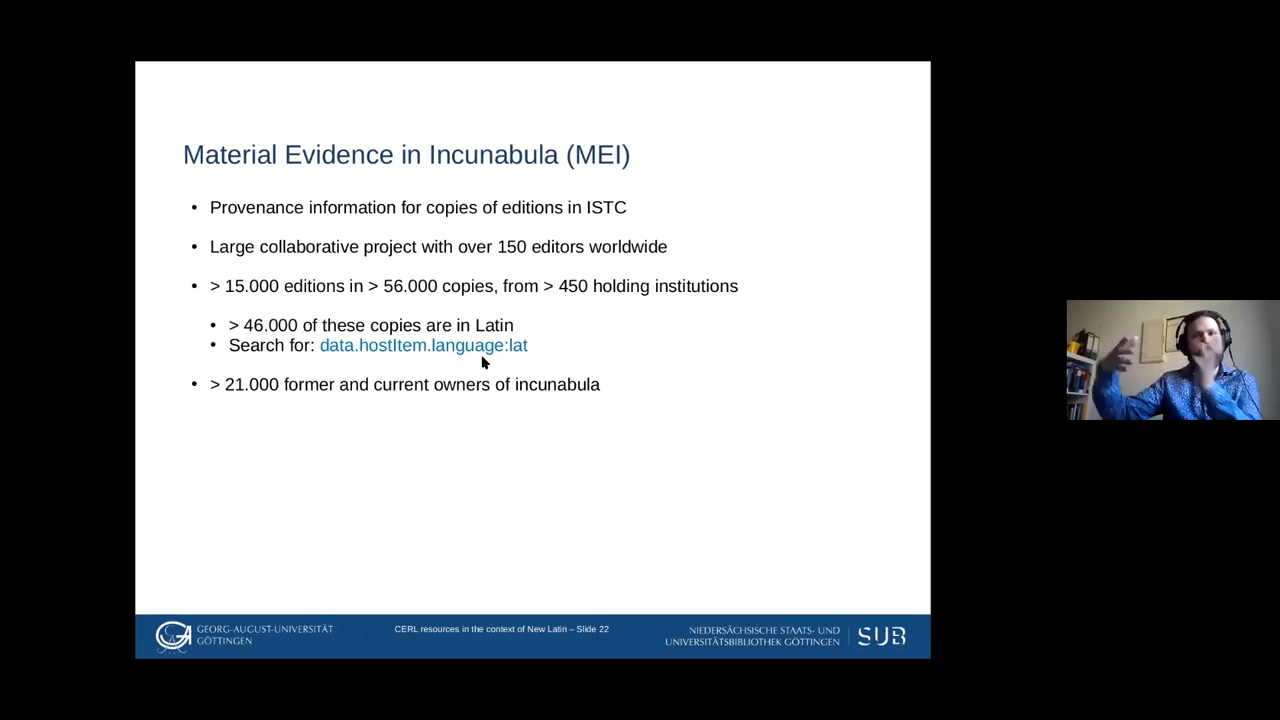 Material Evidence in Incunabula (MEI)
• Provenance information for copies of editions in ISTC
• Large collaborative project with over 150 editors worldwide
• > 15.000 editions in > 56.000 copies, from > 450 holding institutions
• > 46.000 of these copies are in Latin
• Search for: data.hostItem.language:lat
• > 21.000 former and current owners of incunabula
GEORG-AUGUST-UNIVERSITÄT
GÖTTINGEN
CERL resources in the context of New Latin – Slide 22
NIEDERSÄCHSISCHE STAATS- UND
UNIVERSITÄTSBIBLIOTHEK GÖTTINGEN
SUB